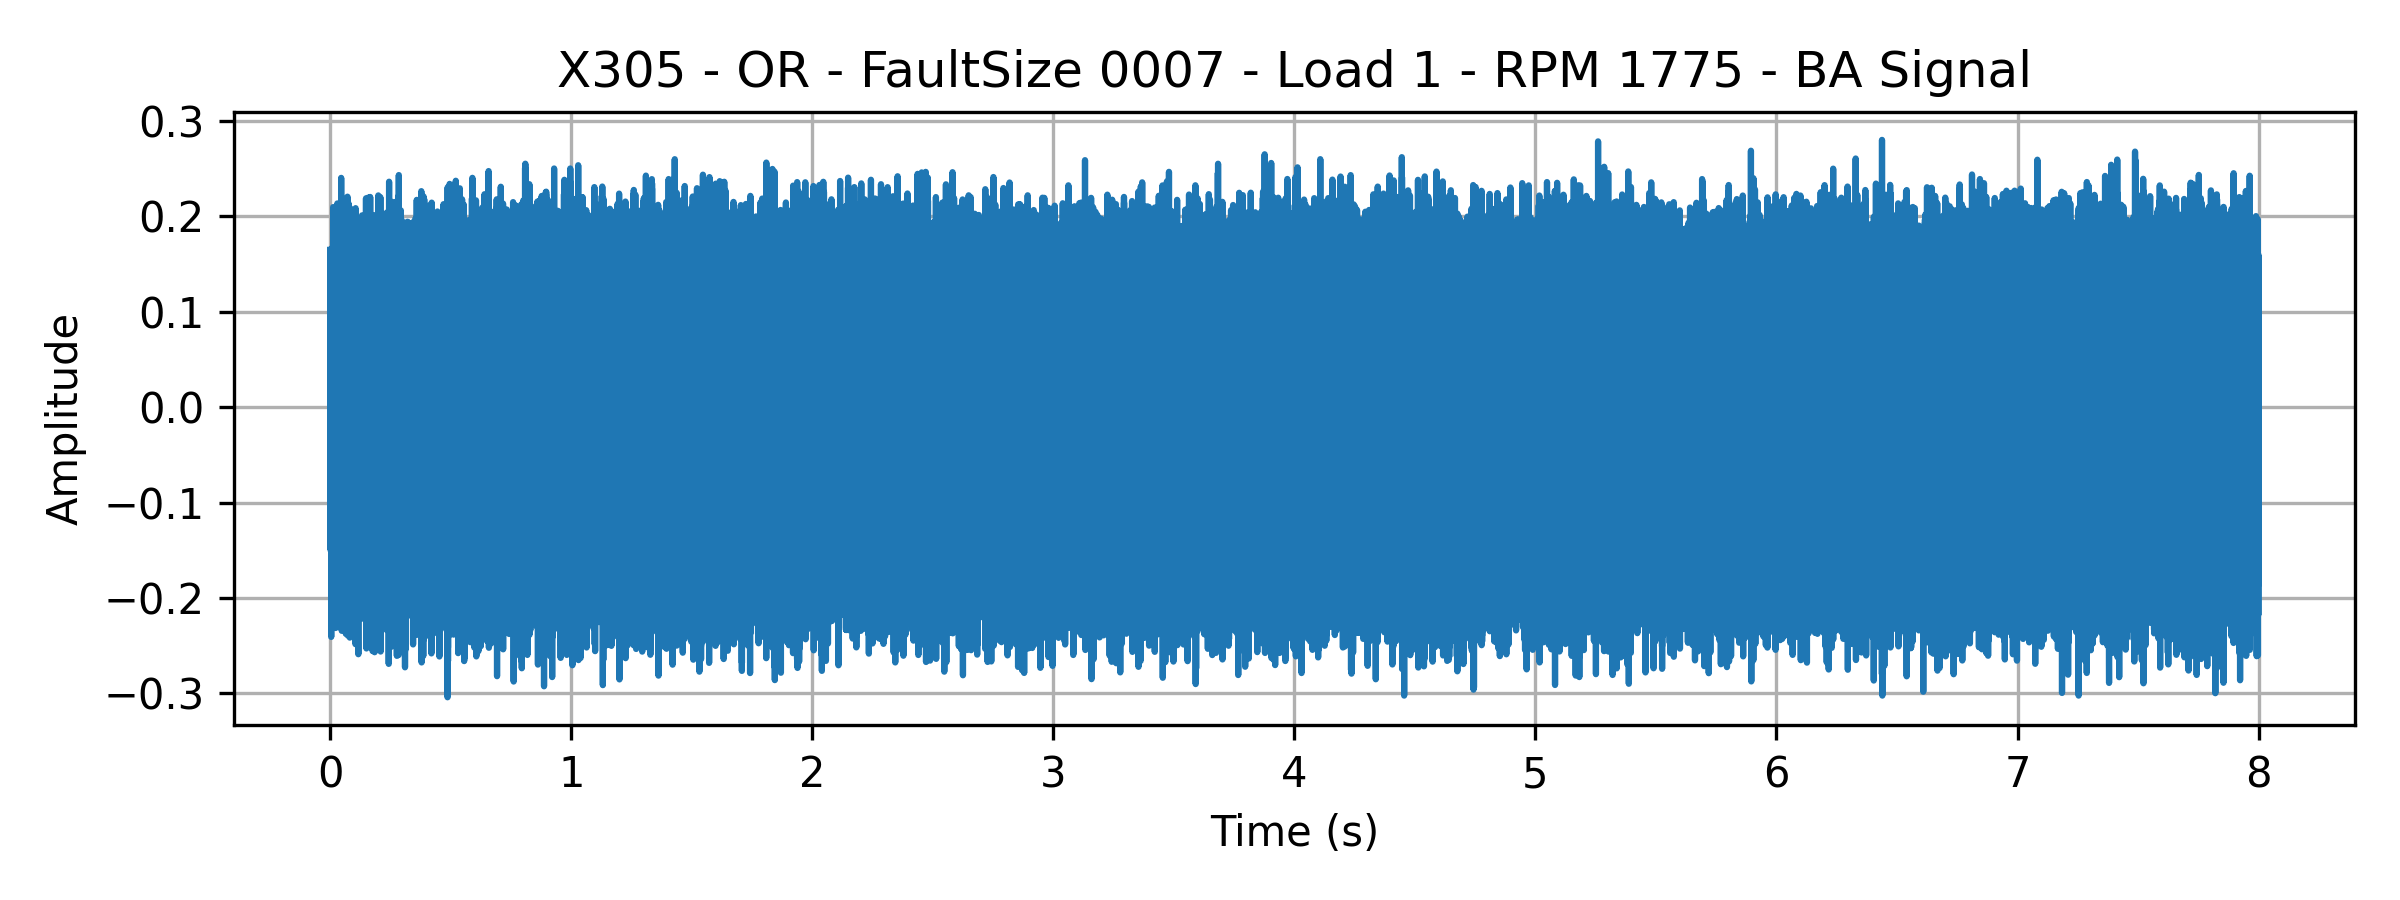 X305 - OR - FaultSize 0007 - Load 1 - RPM 1775 - BA Signal
0.3
0.2
0.1
0.0
−0.1
−0.2
−0.3
Amplitude
0 1 2 3 4 5 6 7 8
Time (s)